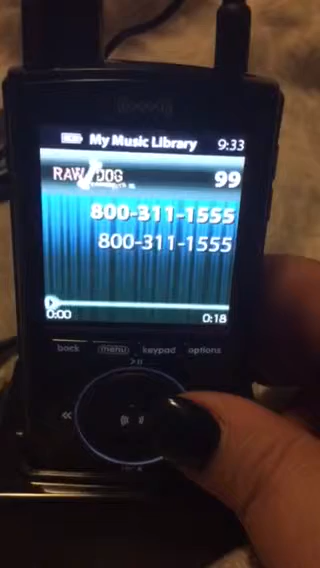 My Music Library 9:33
RAW DOG 99
800-311-1555
800-311-1555
0:00 0:18
back menu keypad options